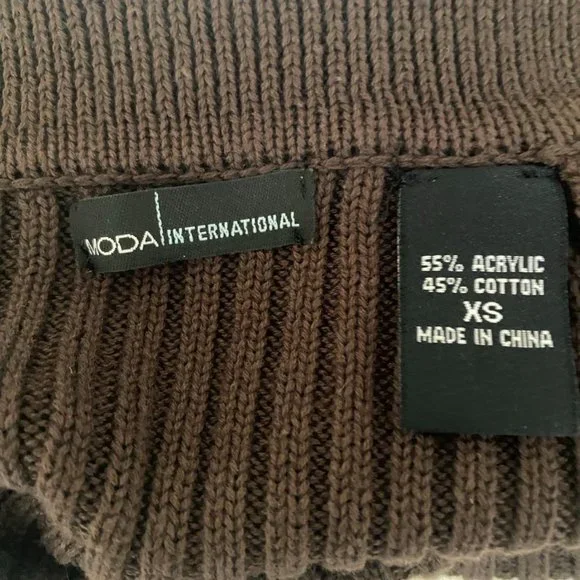 MODA INTERNATIONAL
55% ACRYLIC
45% COTTON
XS
MADE IN CHINA